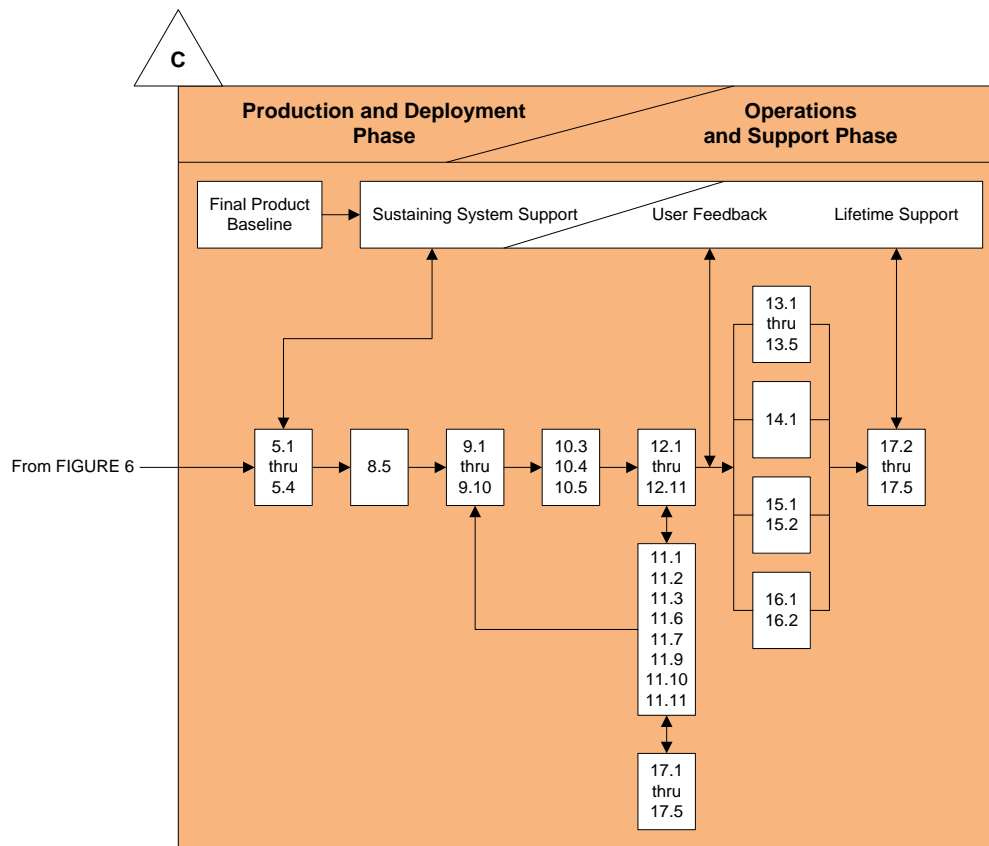 C
Production and Deployment
Phase
Operations
and Support Phase
Final Product
Baseline
Sustaining System Support
User Feedback
Lifetime Support
From FIGURE 6
5.1
thru
5.4
8.5
9.1
thru
9.10
10.3
10.4
10.5
12.1
thru
12.11
13.1
thru
13.5
14.1
15.1
15.2
16.1
16.2
17.2
thru
17.5
11.1
11.2
11.3
11.6
11.7
11.9
11.10
11.11
17.1
thru
17.5